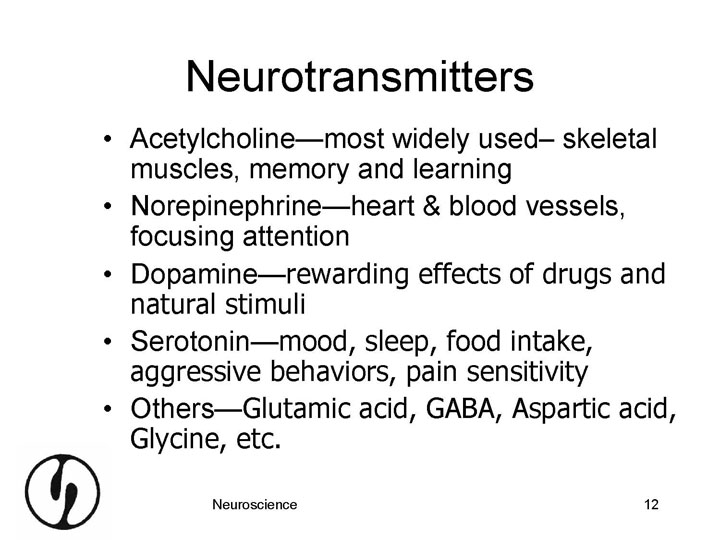 Neurotransmitters
• Acetylcholine—most widely used– skeletal
muscles, memory and learning
• Norepinephrine—heart & blood vessels,
focusing attention
• Dopamine—rewarding effects of drugs and
natural stimuli
• Serotonin—mood, sleep, food intake,
aggressive behaviors, pain sensitivity
• Others—Glutamic acid, GABA, Aspartic acid,
Glycine, etc.
Neuroscience
12